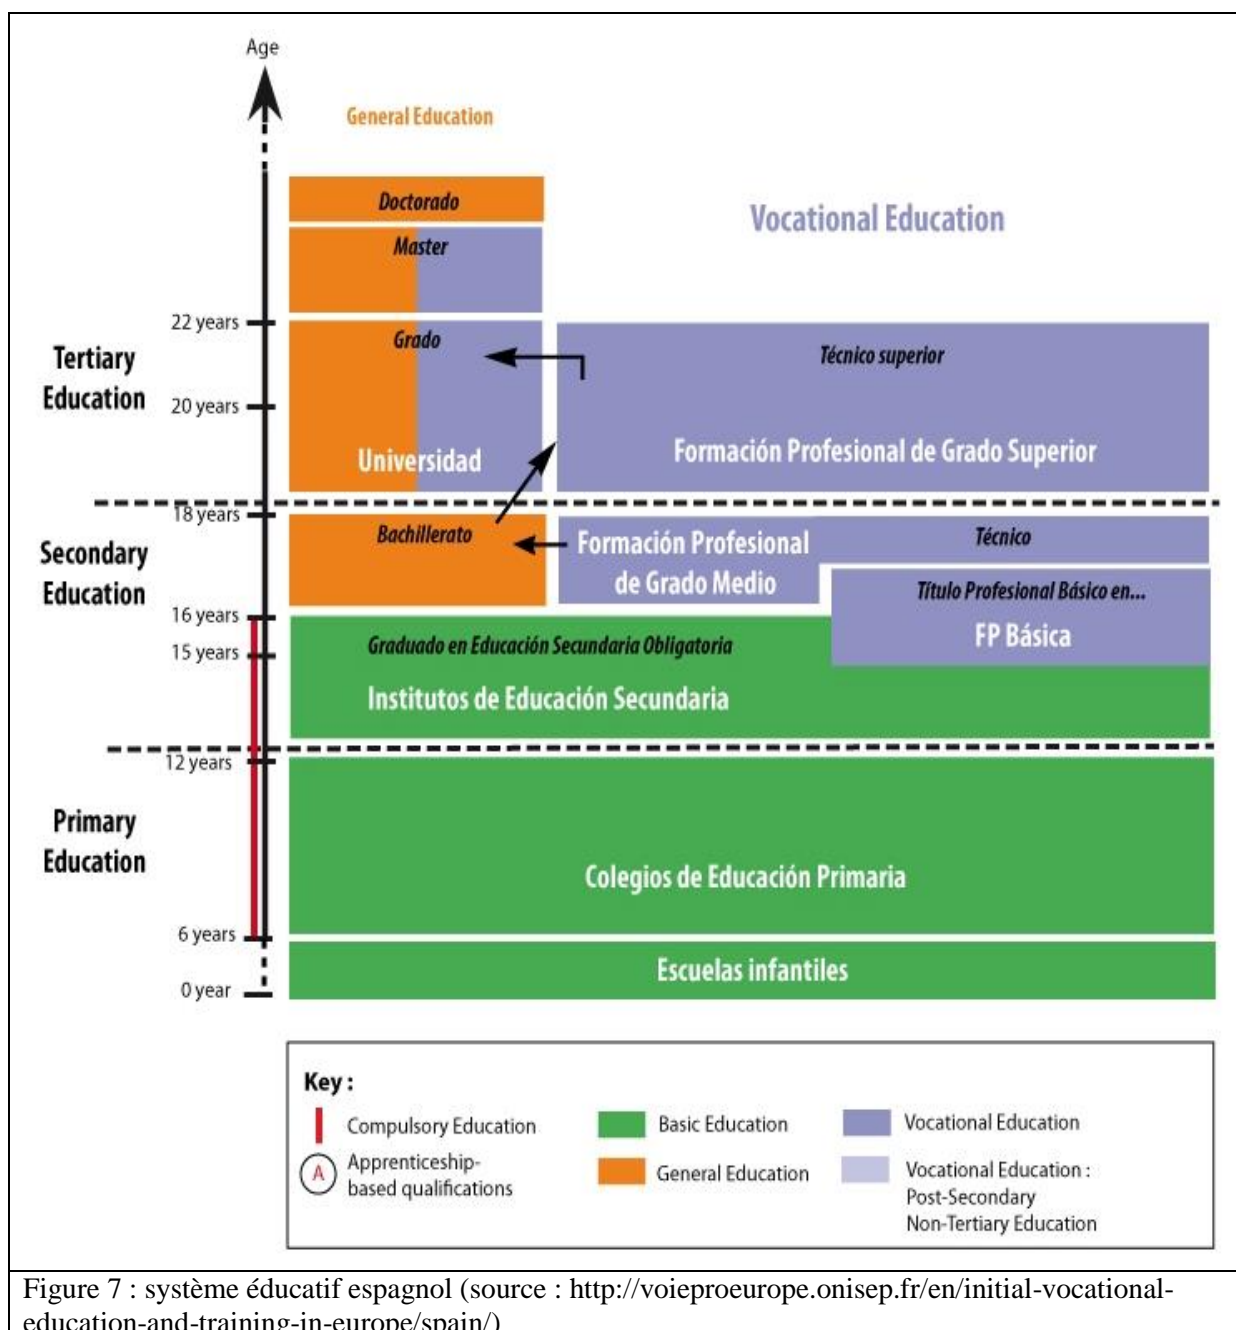 Age
General Education
Doctorado
Vocational Education
Master
22 years
Grado
Tertiary
Education
Técnico superior
20 years
Universidad
Formación Profesional de Grado Superior
18 years
Bachillerato
Formación Profesional
de Grado Medio
Técnico
Secondary
Education
Título Profesional Básico en...
FP Básica
16 years
15 years
Graduado en Educación Secundaria Obligatoria
Institutos de Educación Secundaria
12 years
Primary
Education
Colegios de Educación Primaria
6 years
Escuelas infantiles
0 year
Key :
Compulsory Education
A
Apprenticeship-
based qualifications
Basic Education
General Education
Vocational Education
Vocational Education :
Post-Secondary
Non-Tertiary Education
Figure 7 : système éducatif espagnol (source : http://voieproeurope.onisep.fr/en/initial-vocational-
education-and-training-in-europe/spain/)